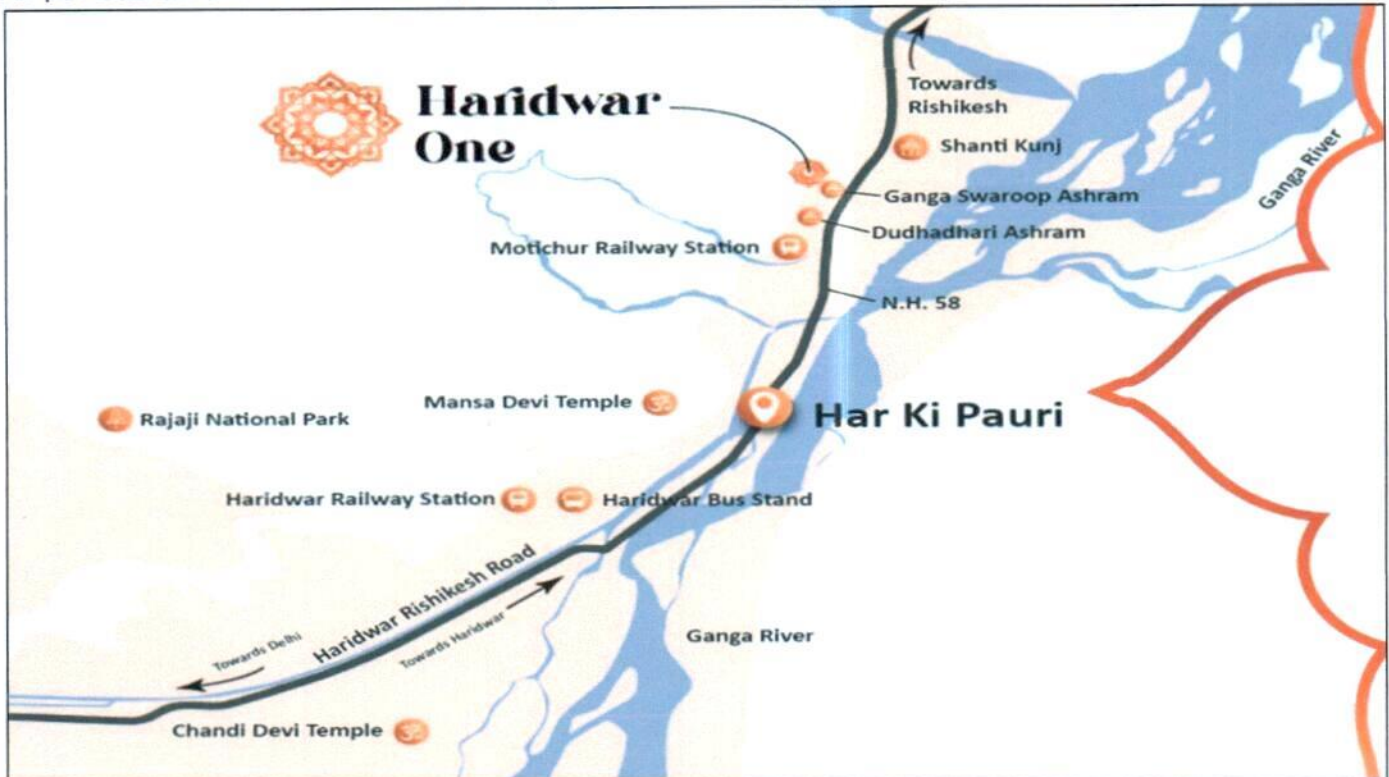 Haridwar
One
Towards
Rishikesh
Shanti Kunj
Ganga River
Ganga Swaroop Ashram
Dudhadhari Ashram
Motichur Railway Station
N.H. 58
Mansa Devi Temple
Har Ki Pauri
Rajaji National Park
Haridwar Railway Station
Haridwar Bus Stand
Haridwar Rishikesh Road
Towards Delhi
Towards Haridwar
Ganga River
Chandi Devi Temple